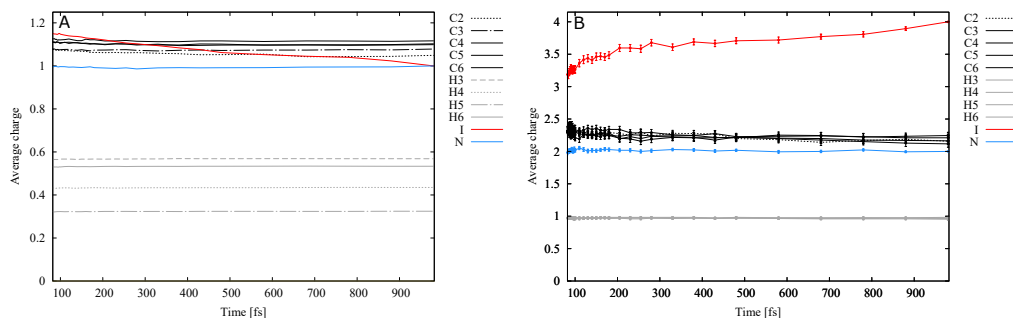 A
Average charge
1.2
1
0.8
0.6
0.4
0.2
0
100 200 300 400 500 600 700 800 900
Time [fs]
C2
C3
C4
C5
C6
H3
H4
H5
H6
I
N
B
Average charge
4
3.5
3
2.5
2
1.5
1
0.5
0
100 200 300 400 500 600 700 800 900
Time [fs]
C2
C3
C4
C5
C6
H3
H4
H5
H6
I
N